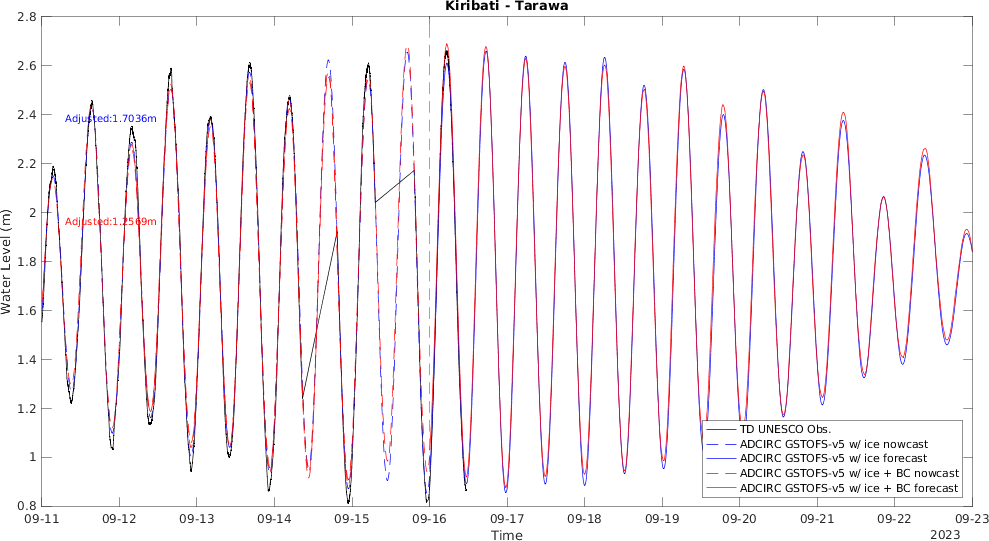 Kiribati - Tarawa
2.8
2.6
2.4
2.2
2
1.8
1.6
1.4
1.2
1
0.8
Water Level (m)
Adjusted:1.7036m
Adjusted:1.2569m
TD UNESCO Obs.
ADCIRC GSTOFS-v5 w/ ice nowcast
ADCIRC GSTOFS-v5 w/ ice forecast
ADCIRC GSTOFS-v5 w/ ice + BC nowcast
ADCIRC GSTOFS-v5 w/ ice + BC forecast
09-11 09-12 09-13 09-14 09-15 09-16 09-17 09-18 09-19 09-20 09-21 09-22 09-23
Time
2023